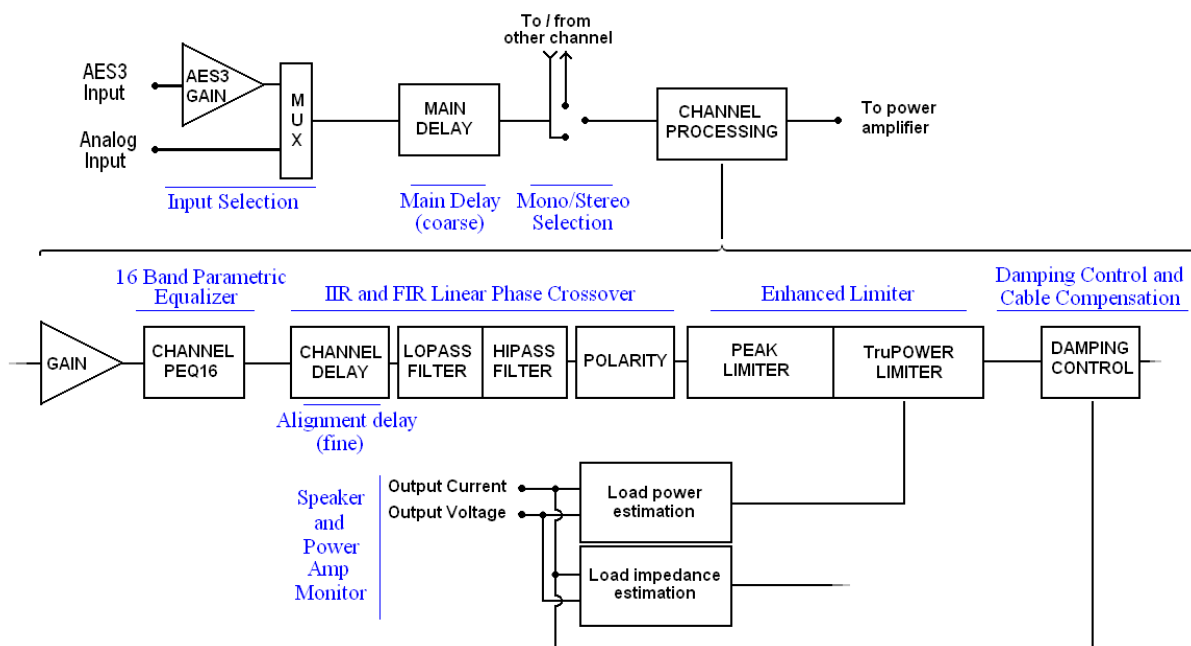 To / from
other channel
AES3
Input
AES3
GAIN
M
U
X
MAIN
DELAY
CHANNEL
PROCESSING
To power
amplifier
Analog
Input
Input Selection
Main Delay
(coarse)
Mono/Stereo
Selection
16 Band Parametric
Equalizer
IIR and FIR Linear Phase Crossover
Enhanced Limiter
Damping Control and
Cable Compensation
GAIN
CHANNEL
PEQ16
CHANNEL
DELAY
LOPASS
FILTER
HIPASS
FILTER
POLARITY
PEAK
LIMITER
TruPOWER
LIMITER
DAMPING
CONTROL
Alignment delay
(fine)
Speaker
and
Power
Amp
Monitor
Output Current
Output Voltage
Load power
estimation
Load impedance
estimation